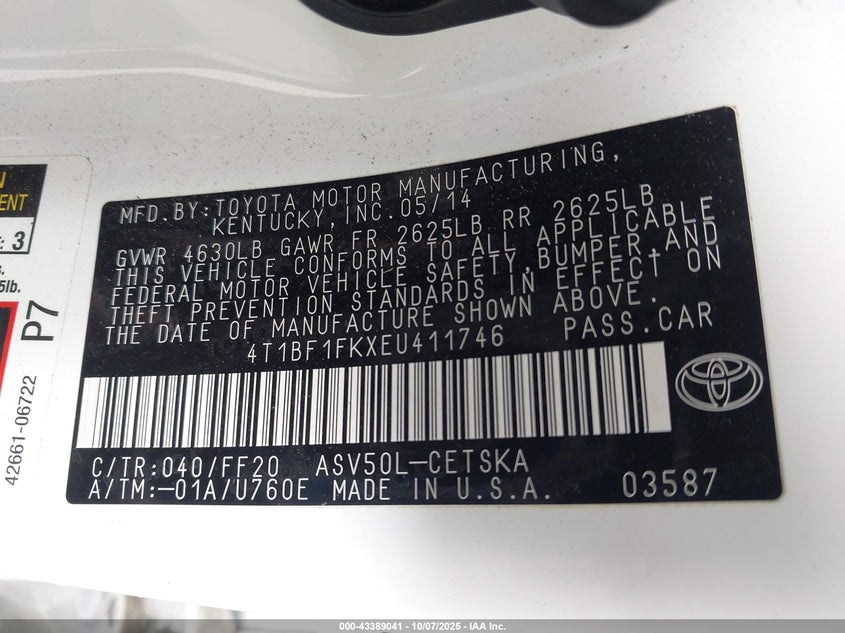 N
ENT
: 3
s.
5lb.
P7
42661-06722
MFD.BY:TOYOTA MOTOR MANUFACTURING,
KENTUCKY,INC.05/14
GVWR 4630LB GAWR FR 2625LB RR 2625LB
THIS VEHICLE CONFORMS TO ALL APPLICABLE
FEDERAL MOTOR VEHICLE SAFETY,BUMPER,AND
THEFT PREVENTION STANDARDS IN EFFECT ON
THE DATE OF MANUFACTURE SHOWN ABOVE.
4T1BF1FKXEU411746 PASS.CAR
C/TR:040/FF20 ASV50L-CETSKA
A/TM:-01A/U760E MADE IN U.S.A. 03587
000-43389041 - 10/07/2025 - IAA Inc.